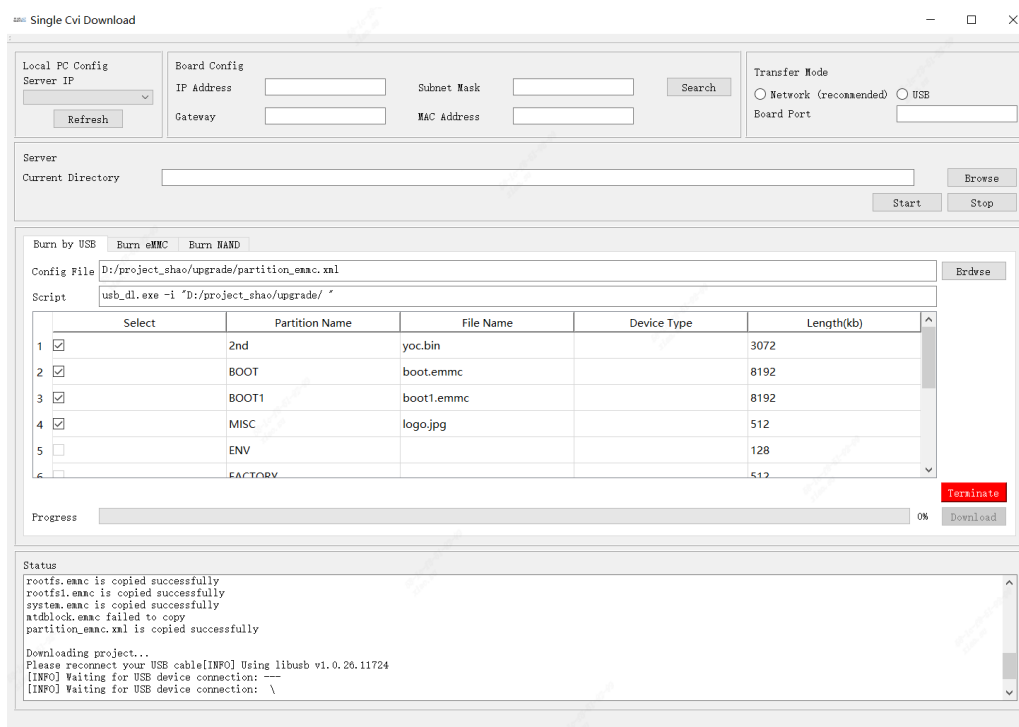 Single Cvi Download
Local PC Config
Server IP
Refresh
Board Config
IP Address
Subnet Mask
Search
Gateway
MAC Address
Transfer Mode
Network (recommended)
USB
Board Port
Server
Current Directory
Browse
Start
Stop
Burn by USB
Burn eMMC
Burn NAND
Config File
D:/project_shao/upgrade/partition_emmc.xml
Brdwse
Script
usb_dl.exe -i "D:/project_shao/upgrade/ "
Select Partition Name File Name Device Type Length(kb)
1 2nd yoc.bin 3072
2 BOOT boot.emmc 8192
3 BOOT1 boot1.emmc 8192
4 MISC logo.jpg 512
5 ENV 128
6 FACTORY 512
Terminate
Progress
0%
Download
Status
rootfs.emmc is copied successfully
rootfs1.emmc is copied successfully
system.emmc is copied successfully
mtdblock.emmc failed to copy
partition_emmc.xml is copied successfully
Downloading project...
Please reconnect your USB cable[INFO] Using libusb v1.0.26.11724
[INFO] Waiting for USB device connection: ---
[INFO] Waiting for USB device connection: \